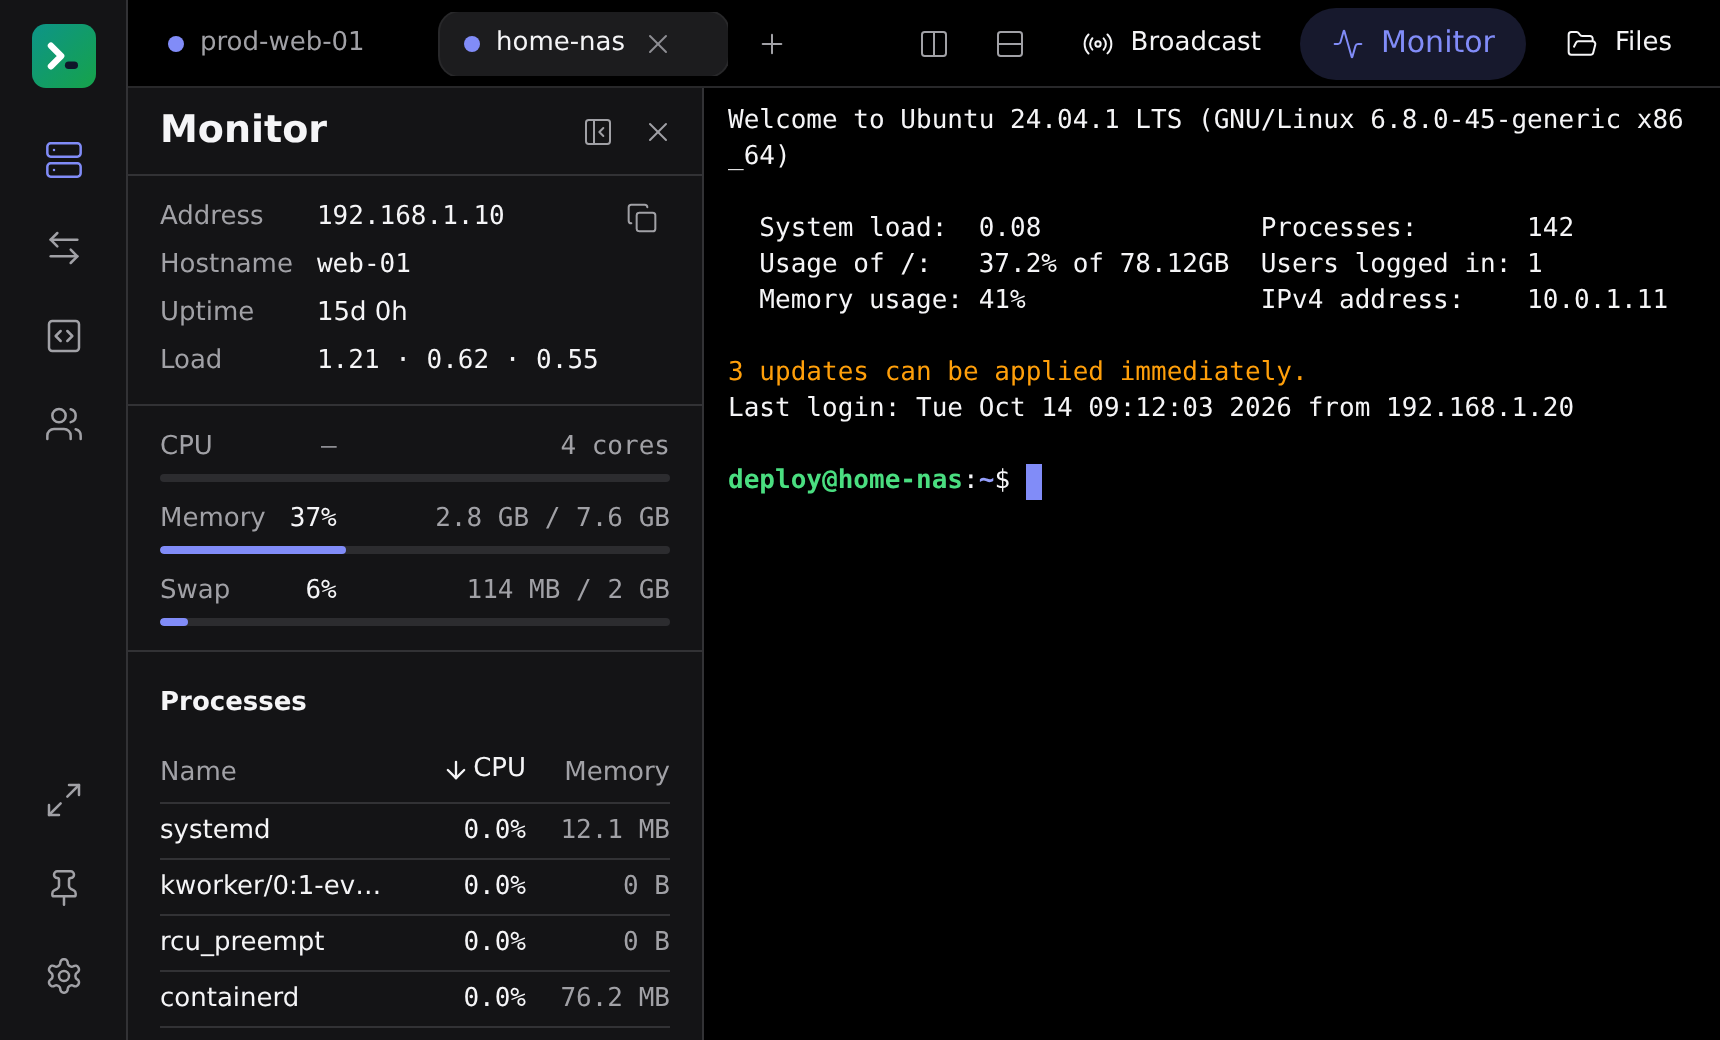 prod-web-01
home-nas
Broadcast
Monitor
Files
Monitor
Address 192.168.1.10
Hostname web-01
Uptime 15d 0h
Load 1.21 · 0.62 · 0.55
CPU – 4 cores
Memory 37% 2.8 GB / 7.6 GB
Swap 6% 114 MB / 2 GB
Processes
Name ↓ CPU Memory
systemd 0.0% 12.1 MB
kworker/0:1-ev… 0.0% 0 B
rcu_preempt 0.0% 0 B
containerd 0.0% 76.2 MB
Welcome to Ubuntu 24.04.1 LTS (GNU/Linux 6.8.0-45-generic x86
_64)
System load: 0.08 Processes: 142
Usage of /: 37.2% of 78.12GB Users logged in: 1
Memory usage: 41% IPv4 address: 10.0.1.11
3 updates can be applied immediately.
Last login: Tue Oct 14 09:12:03 2026 from 192.168.1.20
deploy@home-nas:~$